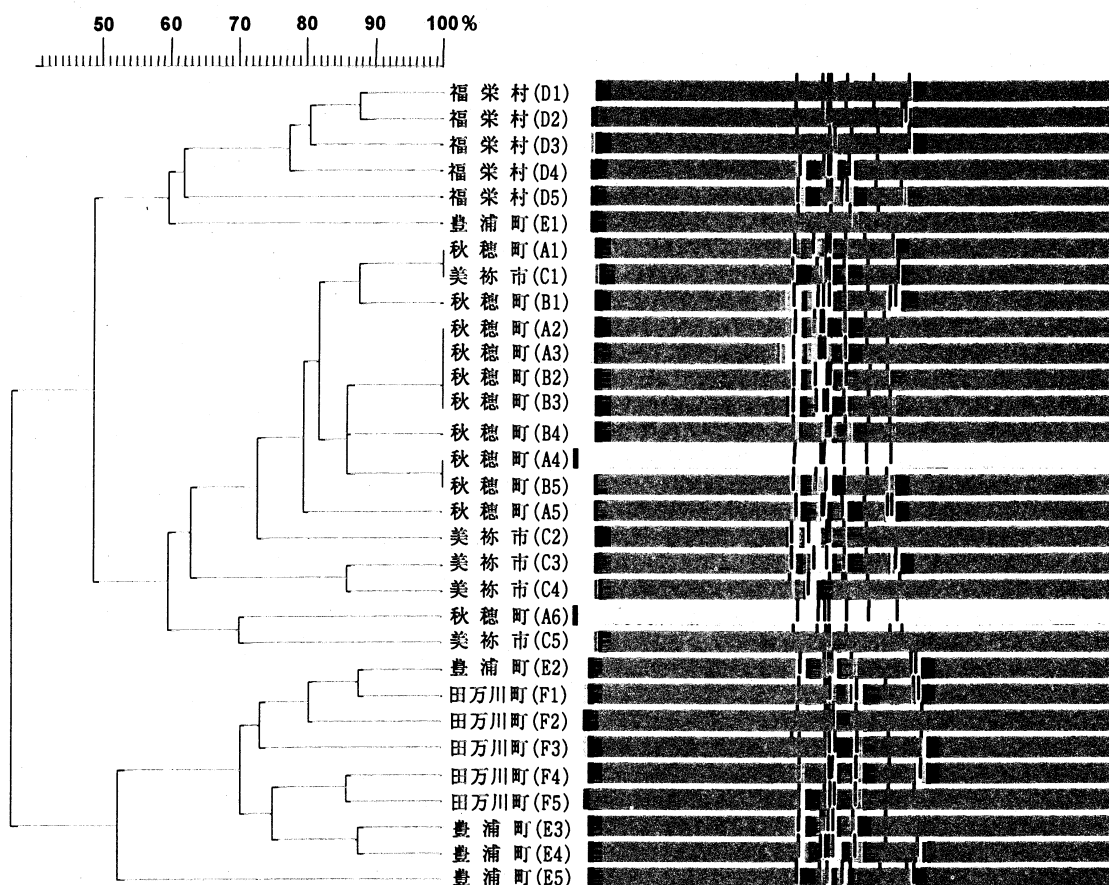 50 60 70 80 90 100%
福栄村(D1)
福栄村(D2)
福栄村(D3)
福栄村(D4)
福栄村(D5)
豊浦町(E1)
秋穂町(A1)
美祢市(C1)
秋穂町(B1)
秋穂町(A2)
秋穂町(A3)
秋穂町(B2)
秋穂町(B3)
秋穂町(B4)
秋穂町(A4)
秋穂町(B5)
秋穂町(A5)
美祢市(C2)
美祢市(C3)
美祢市(C4)
秋穂町(A6)
美祢市(C5)
豊浦町(E2)
田万川町(F1)
田万川町(F2)
田万川町(F3)
田万川町(F4)
田万川町(F5)
豊浦町(E3)
豊浦町(E4)
豊浦町(E5)